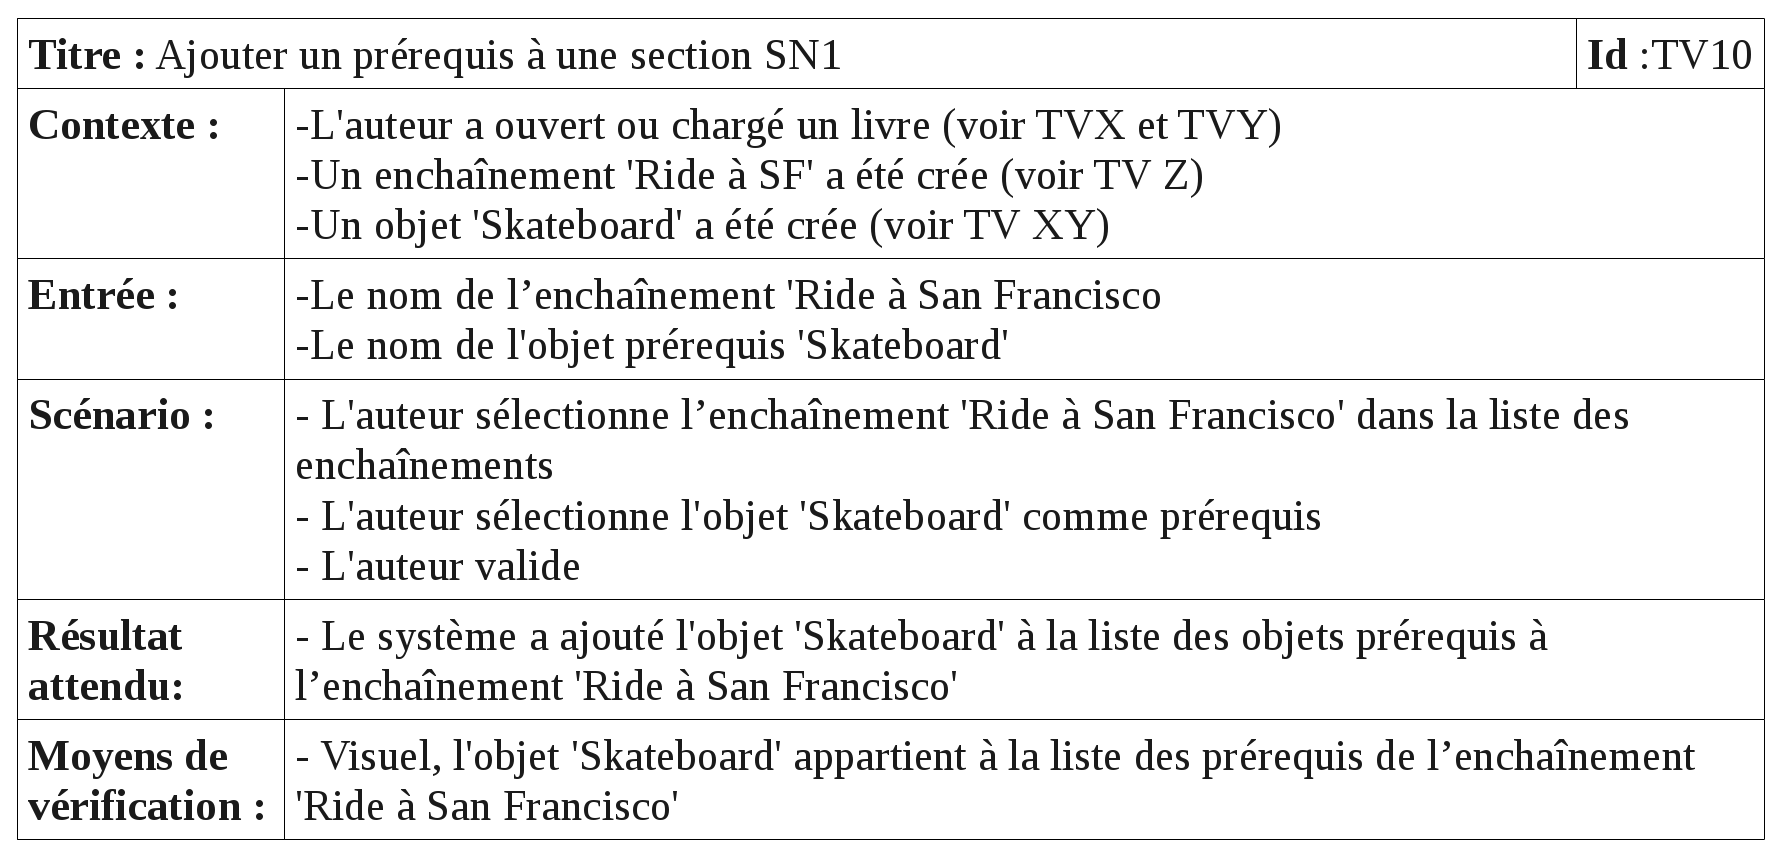 Titre : Ajouter un prérequis à une section SN1 Id :TV10
Contexte :
-L'auteur a ouvert ou chargé un livre (voir TVX et TVY)
-Un enchaînement 'Ride à SF' a été crée (voir TV Z)
-Un objet 'Skateboard' a été crée (voir TV XY)
Entrée :
-Le nom de l’enchaînement 'Ride à San Francisco
-Le nom de l'objet prérequis 'Skateboard'
Scénario :
- L'auteur sélectionne l’enchaînement 'Ride à San Francisco' dans la liste des
enchaînements
- L'auteur sélectionne l'objet 'Skateboard' comme prérequis
- L'auteur valide
Résultat
attendu:
- Le système a ajouté l'objet 'Skateboard' à la liste des objets prérequis à
l’enchaînement 'Ride à San Francisco'
Moyens de
vérification :
- Visuel, l'objet 'Skateboard' appartient à la liste des prérequis de l’enchaînement
'Ride à San Francisco'